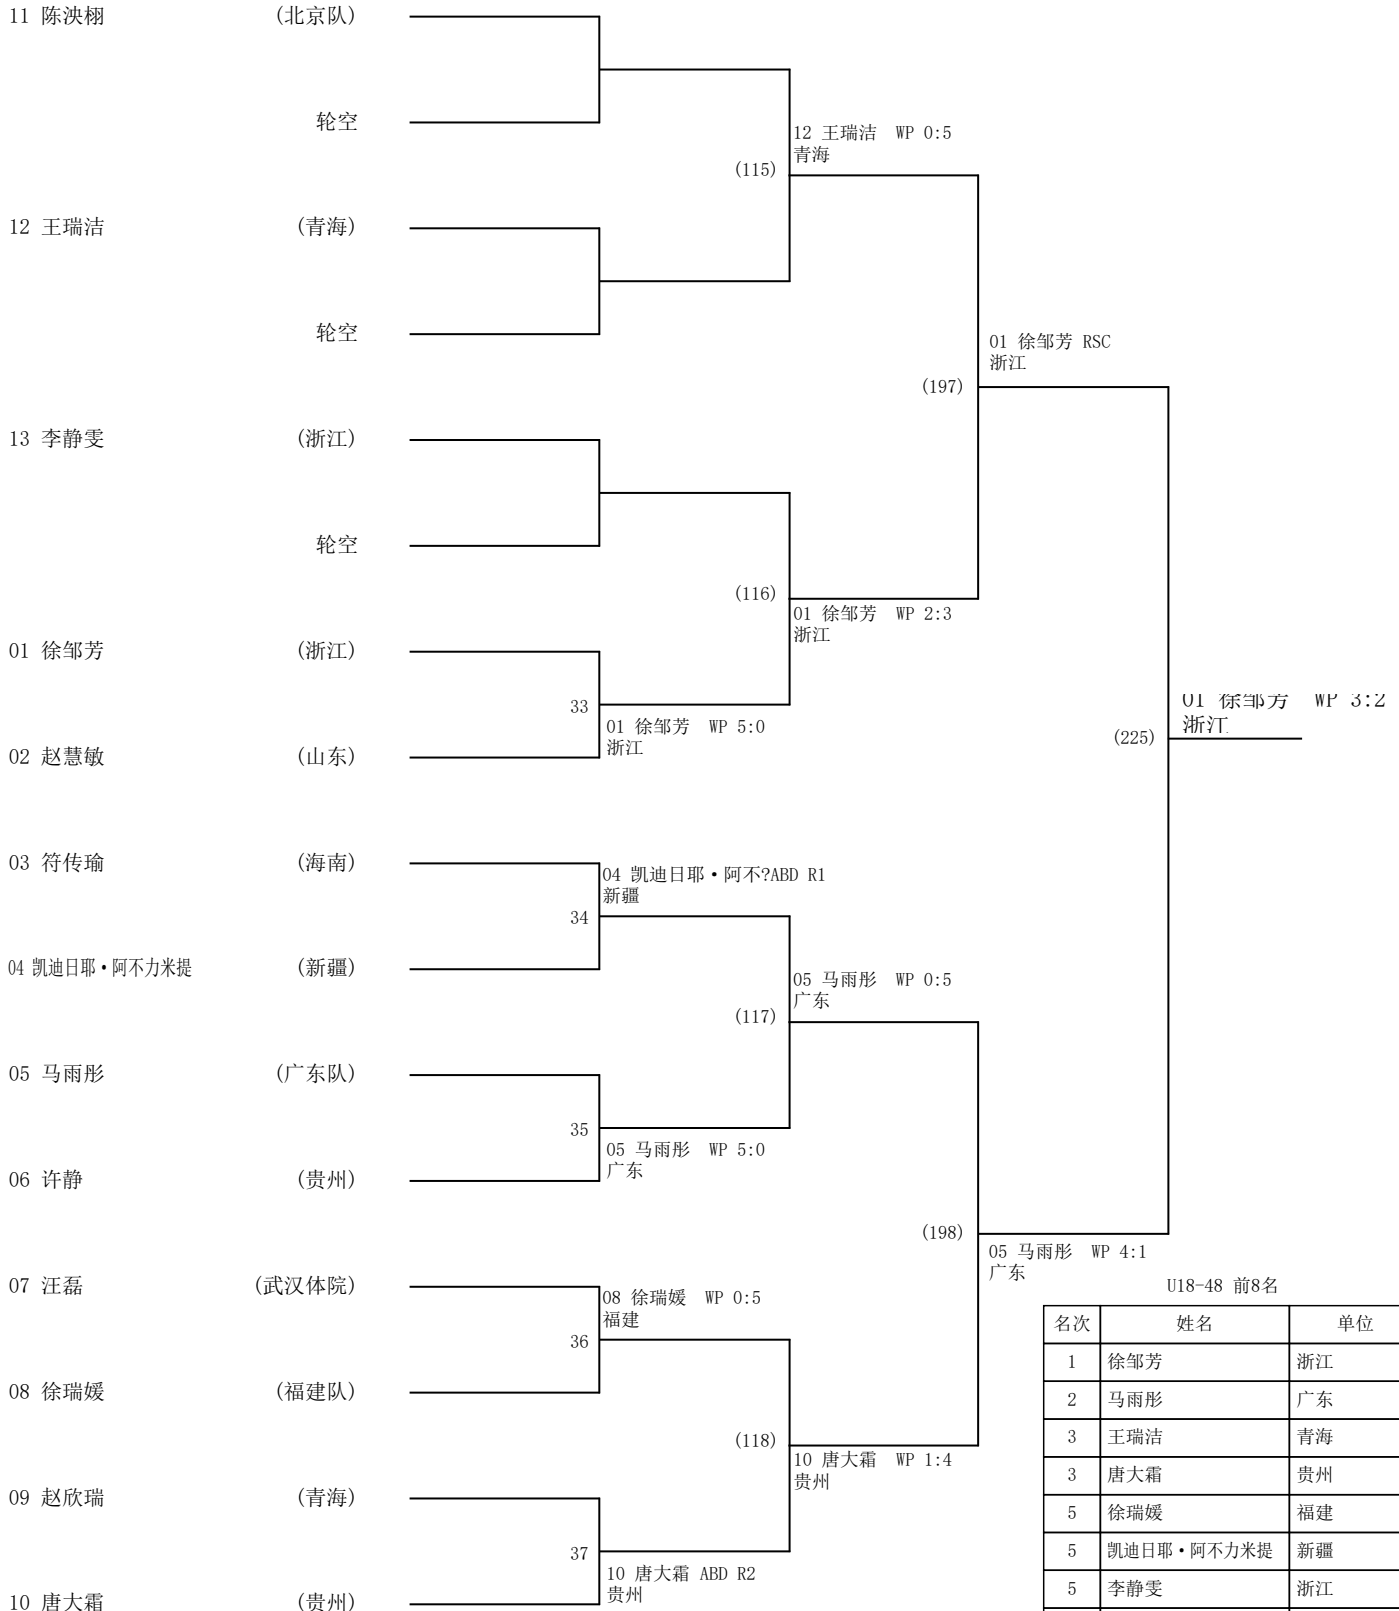 11 陈泱栩 (北京队)
轮空
12 王瑞洁 WP 0:5
青海
(115)
12 王瑞洁 (青海)
轮空
01 徐邹芳 RSC
浙江
(197)
13 李静雯 (浙江)
轮空
(116)
01 徐邹芳 WP 2:3
浙江
01 徐邹芳 (浙江)
33
01 徐邹芳 WP 5:0
浙江
02 赵慧敏 (山东)
01 徐邹芳 WP 3:2
浙江
(225)
03 符传瑜 (海南)
04 凯迪日耶·阿不?ABD R1
新疆
34
04 凯迪日耶·阿不力米提 (新疆)
05 马雨彤 WP 0:5
广东
(117)
05 马雨彤 (广东队)
35
05 马雨彤 WP 5:0
广东
06 许静 (贵州)
(198)
05 马雨彤 WP 4:1
广东
07 汪磊 (武汉体院)
08 徐瑞媛 WP 0:5
福建
36
08 徐瑞媛 (福建队)
(118)
10 唐大霜 WP 1:4
贵州
09 赵欣瑞 (青海)
37
10 唐大霜 ABD R2
贵州
10 唐大霜 (贵州)
U18-48 前8名
名次 姓名 单位
1 徐邹芳 浙江
2 马雨彤 广东
3 王瑞洁 青海
3 唐大霜 贵州
5 徐瑞媛 福建
5 凯迪日耶·阿不力米提 新疆
5 李静雯 浙江